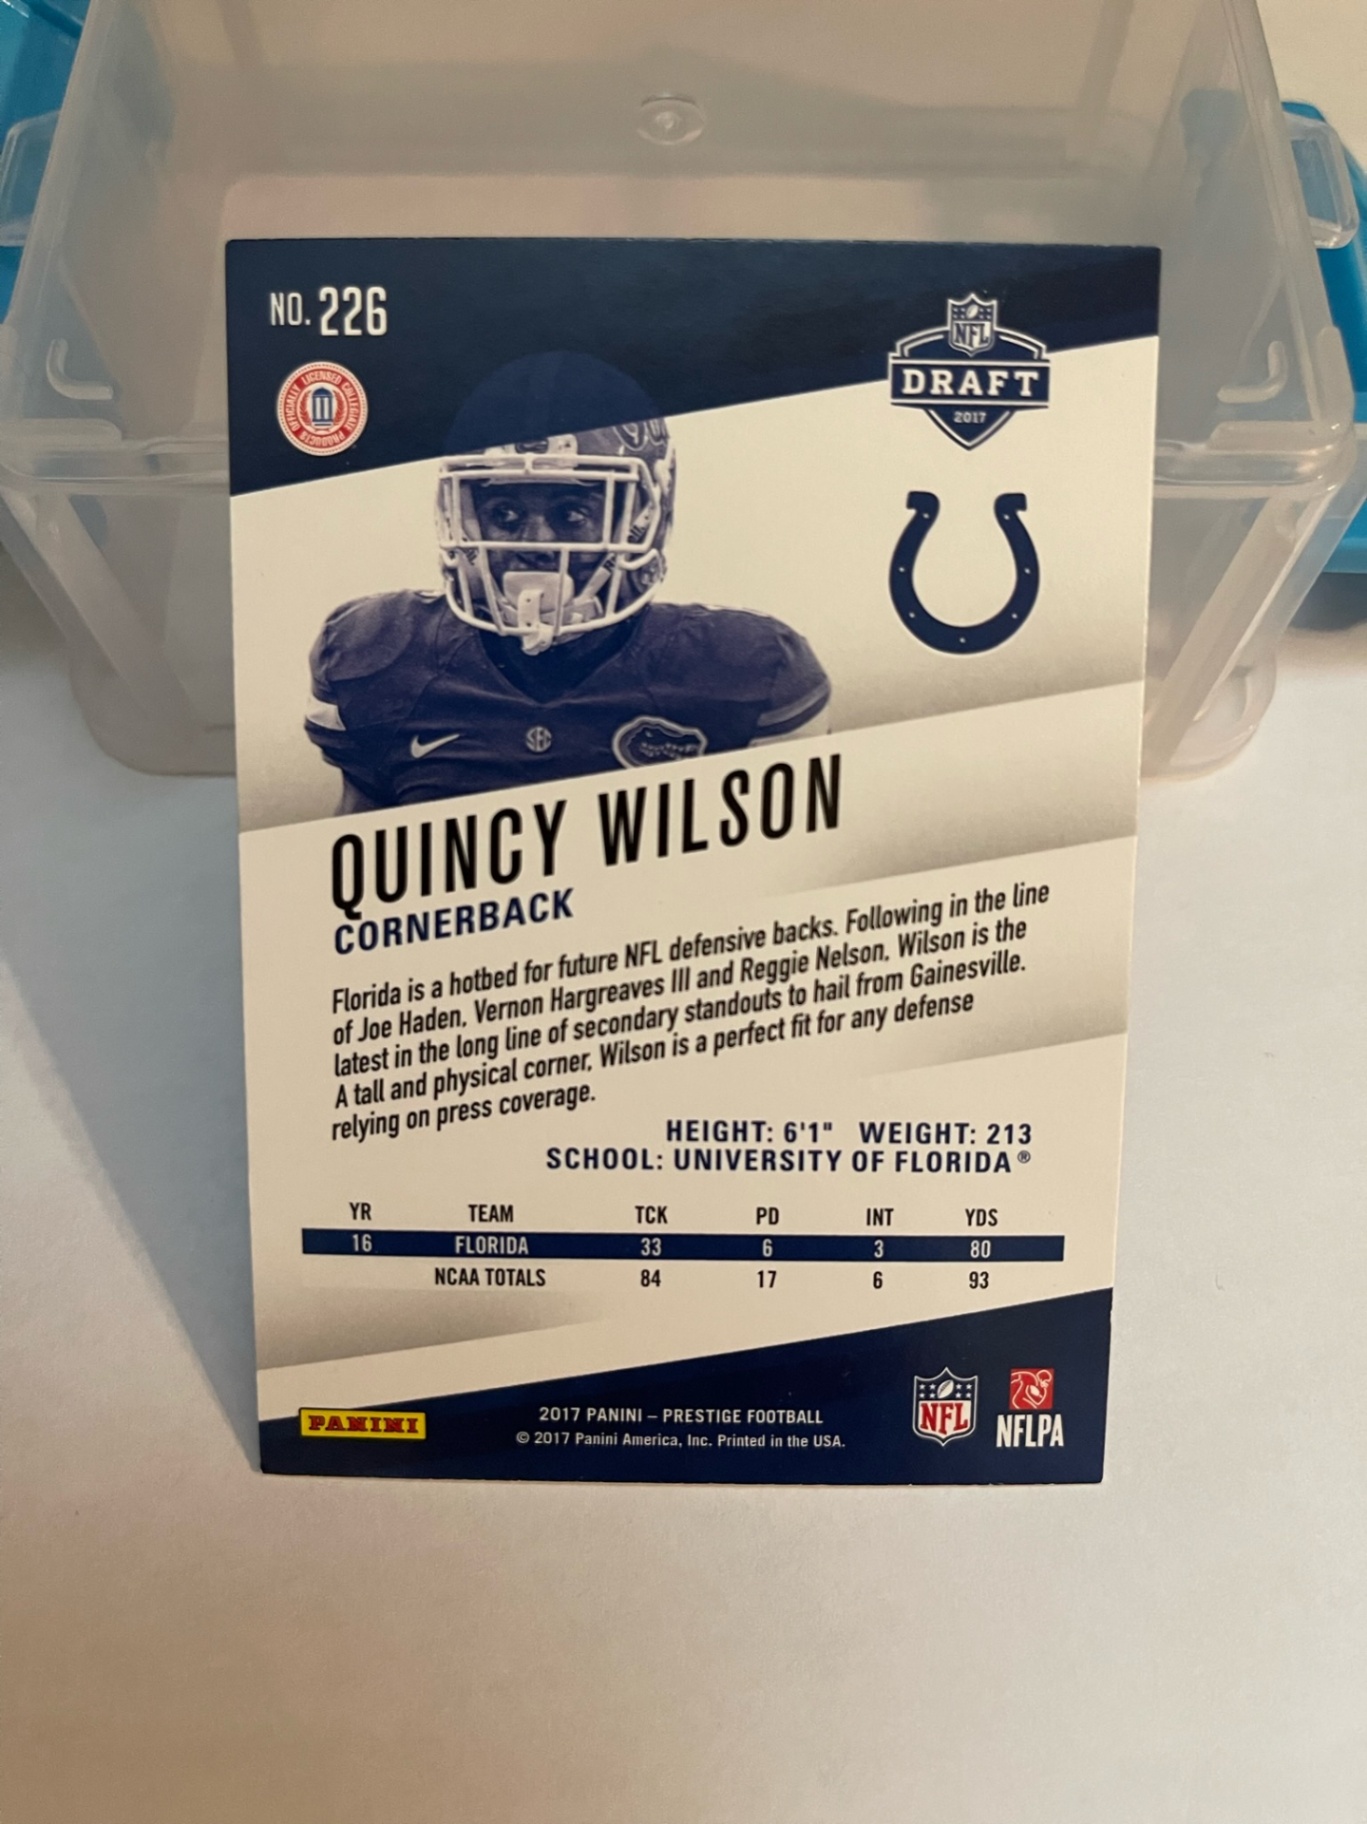 NO. 226
OFFICIALLY LICENSED COLLEGIATE PRODUCTS
NFL
DRAFT
2017
SEC
QUINCY WILSON
CORNERBACK
Florida is a hotbed for future NFL defensive backs. Following in the line
of Joe Haden, Vernon Hargreaves III and Reggie Nelson, Wilson is the
latest in the long line of secondary standouts to hail from Gainesville.
A tall and physical corner, Wilson is a perfect fit for any defense
relying on press coverage.
HEIGHT: 6'1" WEIGHT: 213
SCHOOL: UNIVERSITY OF FLORIDA®
YR TEAM TCK PD INT YDS
16 FLORIDA 33 6 3 80
NCAA TOTALS 84 17 6 93
PANINI
2017 PANINI – PRESTIGE FOOTBALL
© 2017 Panini America, Inc. Printed in the USA.
NFL
NFLPA